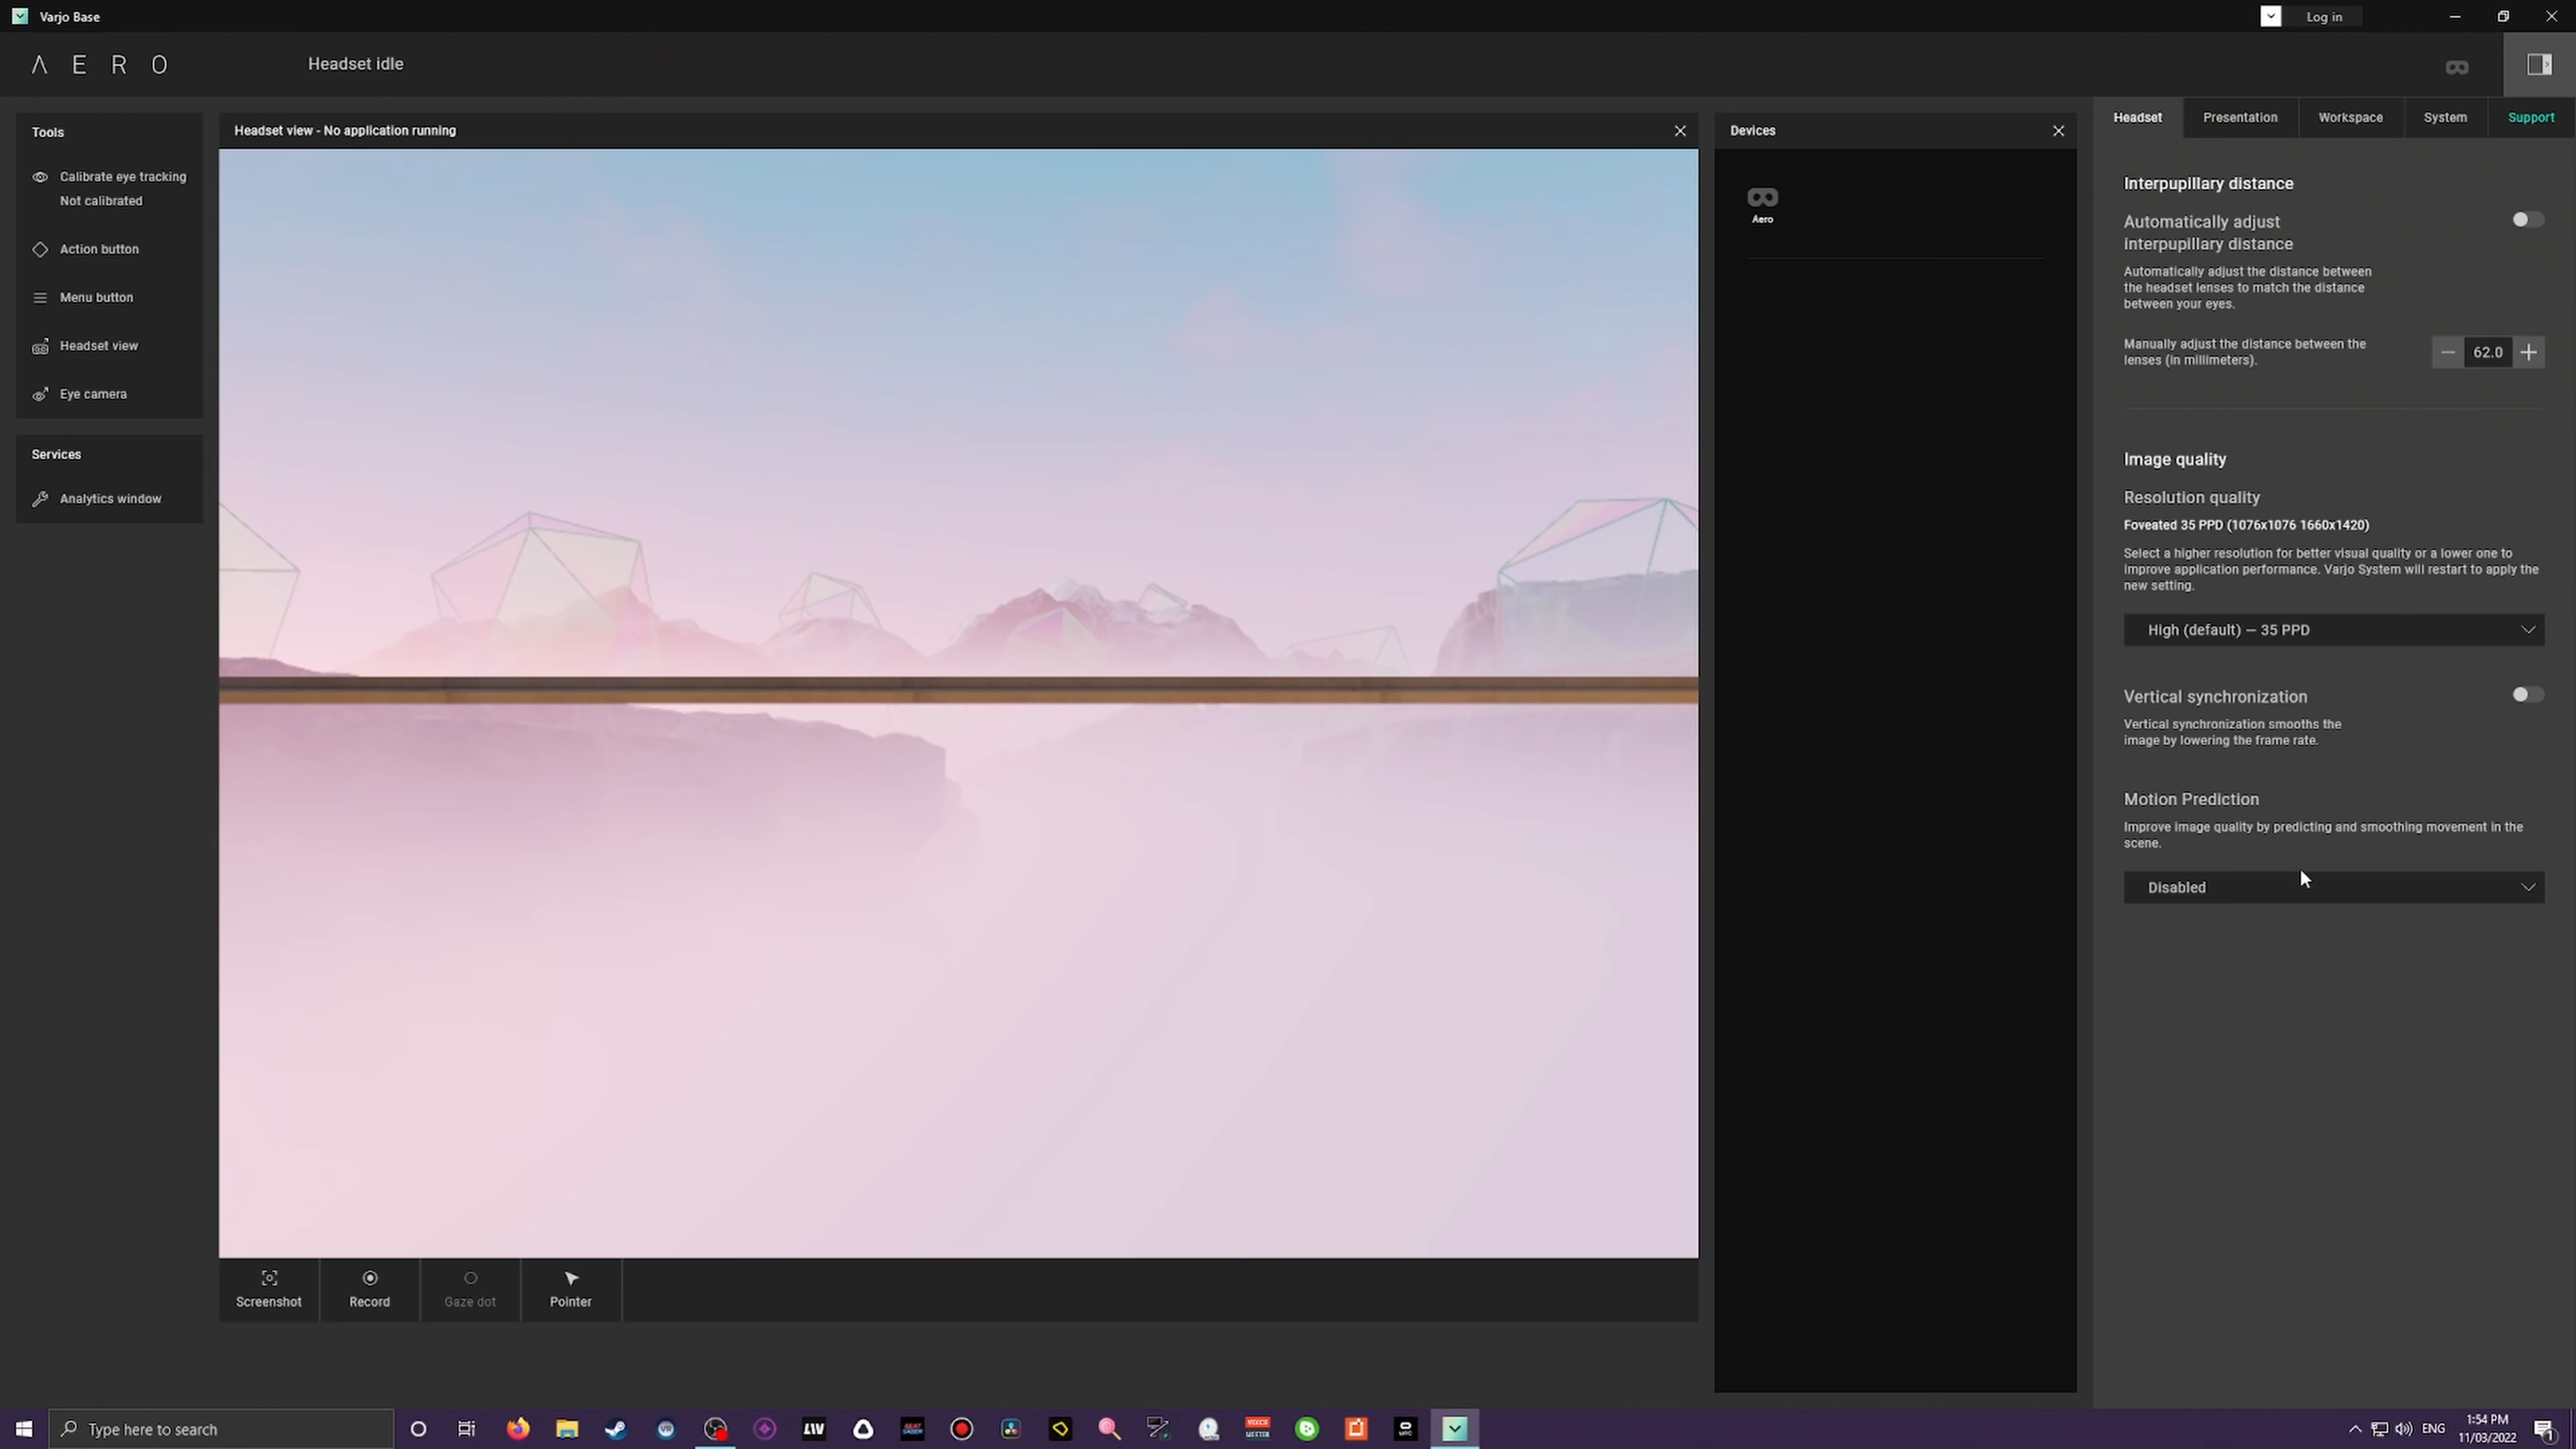 Varjo Base
Log in
Λ E R O
Headset idle
Tools
Calibrate eye tracking
Not calibrated
Action button
Menu button
Headset view
Eye camera
Services
Analytics window
Headset view - No application running
Screenshot
Record
Gaze dot
Pointer
Devices
Aero
Headset
Presentation
Workspace
System
Support
Interpupillary distance
Automatically adjust
interpupillary distance
Automatically adjust the distance between
the headset lenses to match the distance
between your eyes.
Manually adjust the distance between the
lenses (in millimeters).
62.0
Image quality
Resolution quality
Foveated 35 PPD (1076x1076 1660x1420)
Select a higher resolution for better visual quality or a lower one to
improve application performance. Varjo System will restart to apply the
new setting.
High (default) – 35 PPD
Vertical synchronization
Vertical synchronization smooths the
image by lowering the frame rate.
Motion Prediction
Improve image quality by predicting and smoothing movement in the
scene.
Disabled
Type here to search
VR
LIV
BEAT
SABER
VOICE
MEETER
ENG
1:54 PM
11/03/2022
1